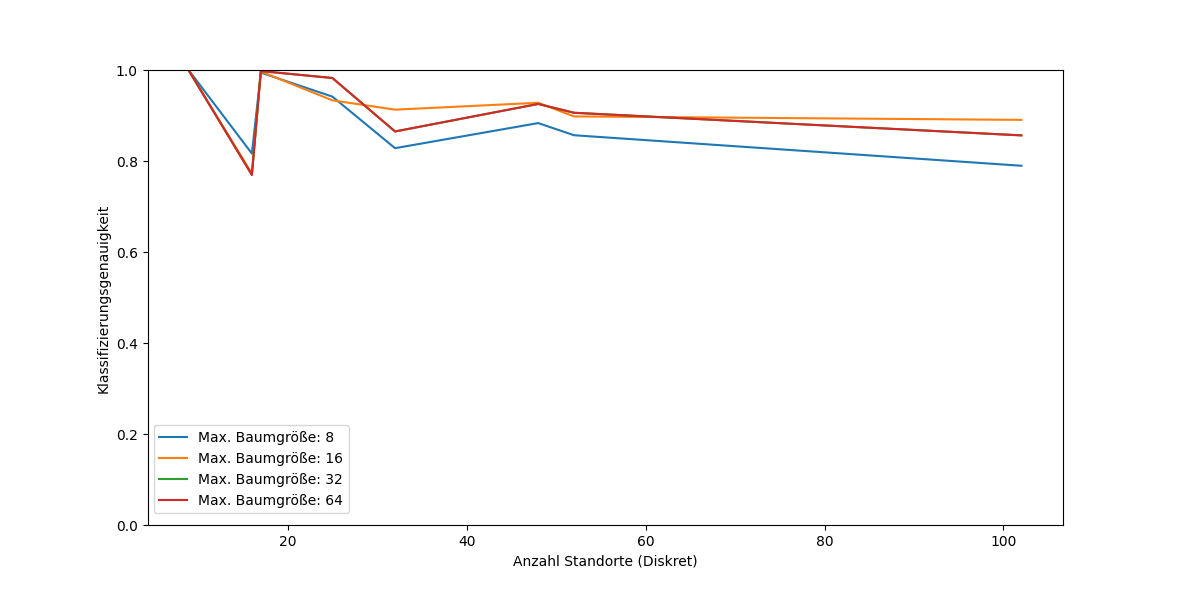 1.0
0.8
0.6
0.4
0.2
0.0
Klassifizierungsgenauigkeit
Max. Baumgröße: 8
Max. Baumgröße: 16
Max. Baumgröße: 32
Max. Baumgröße: 64
20 40 60 80 100
Anzahl Standorte (Diskret)